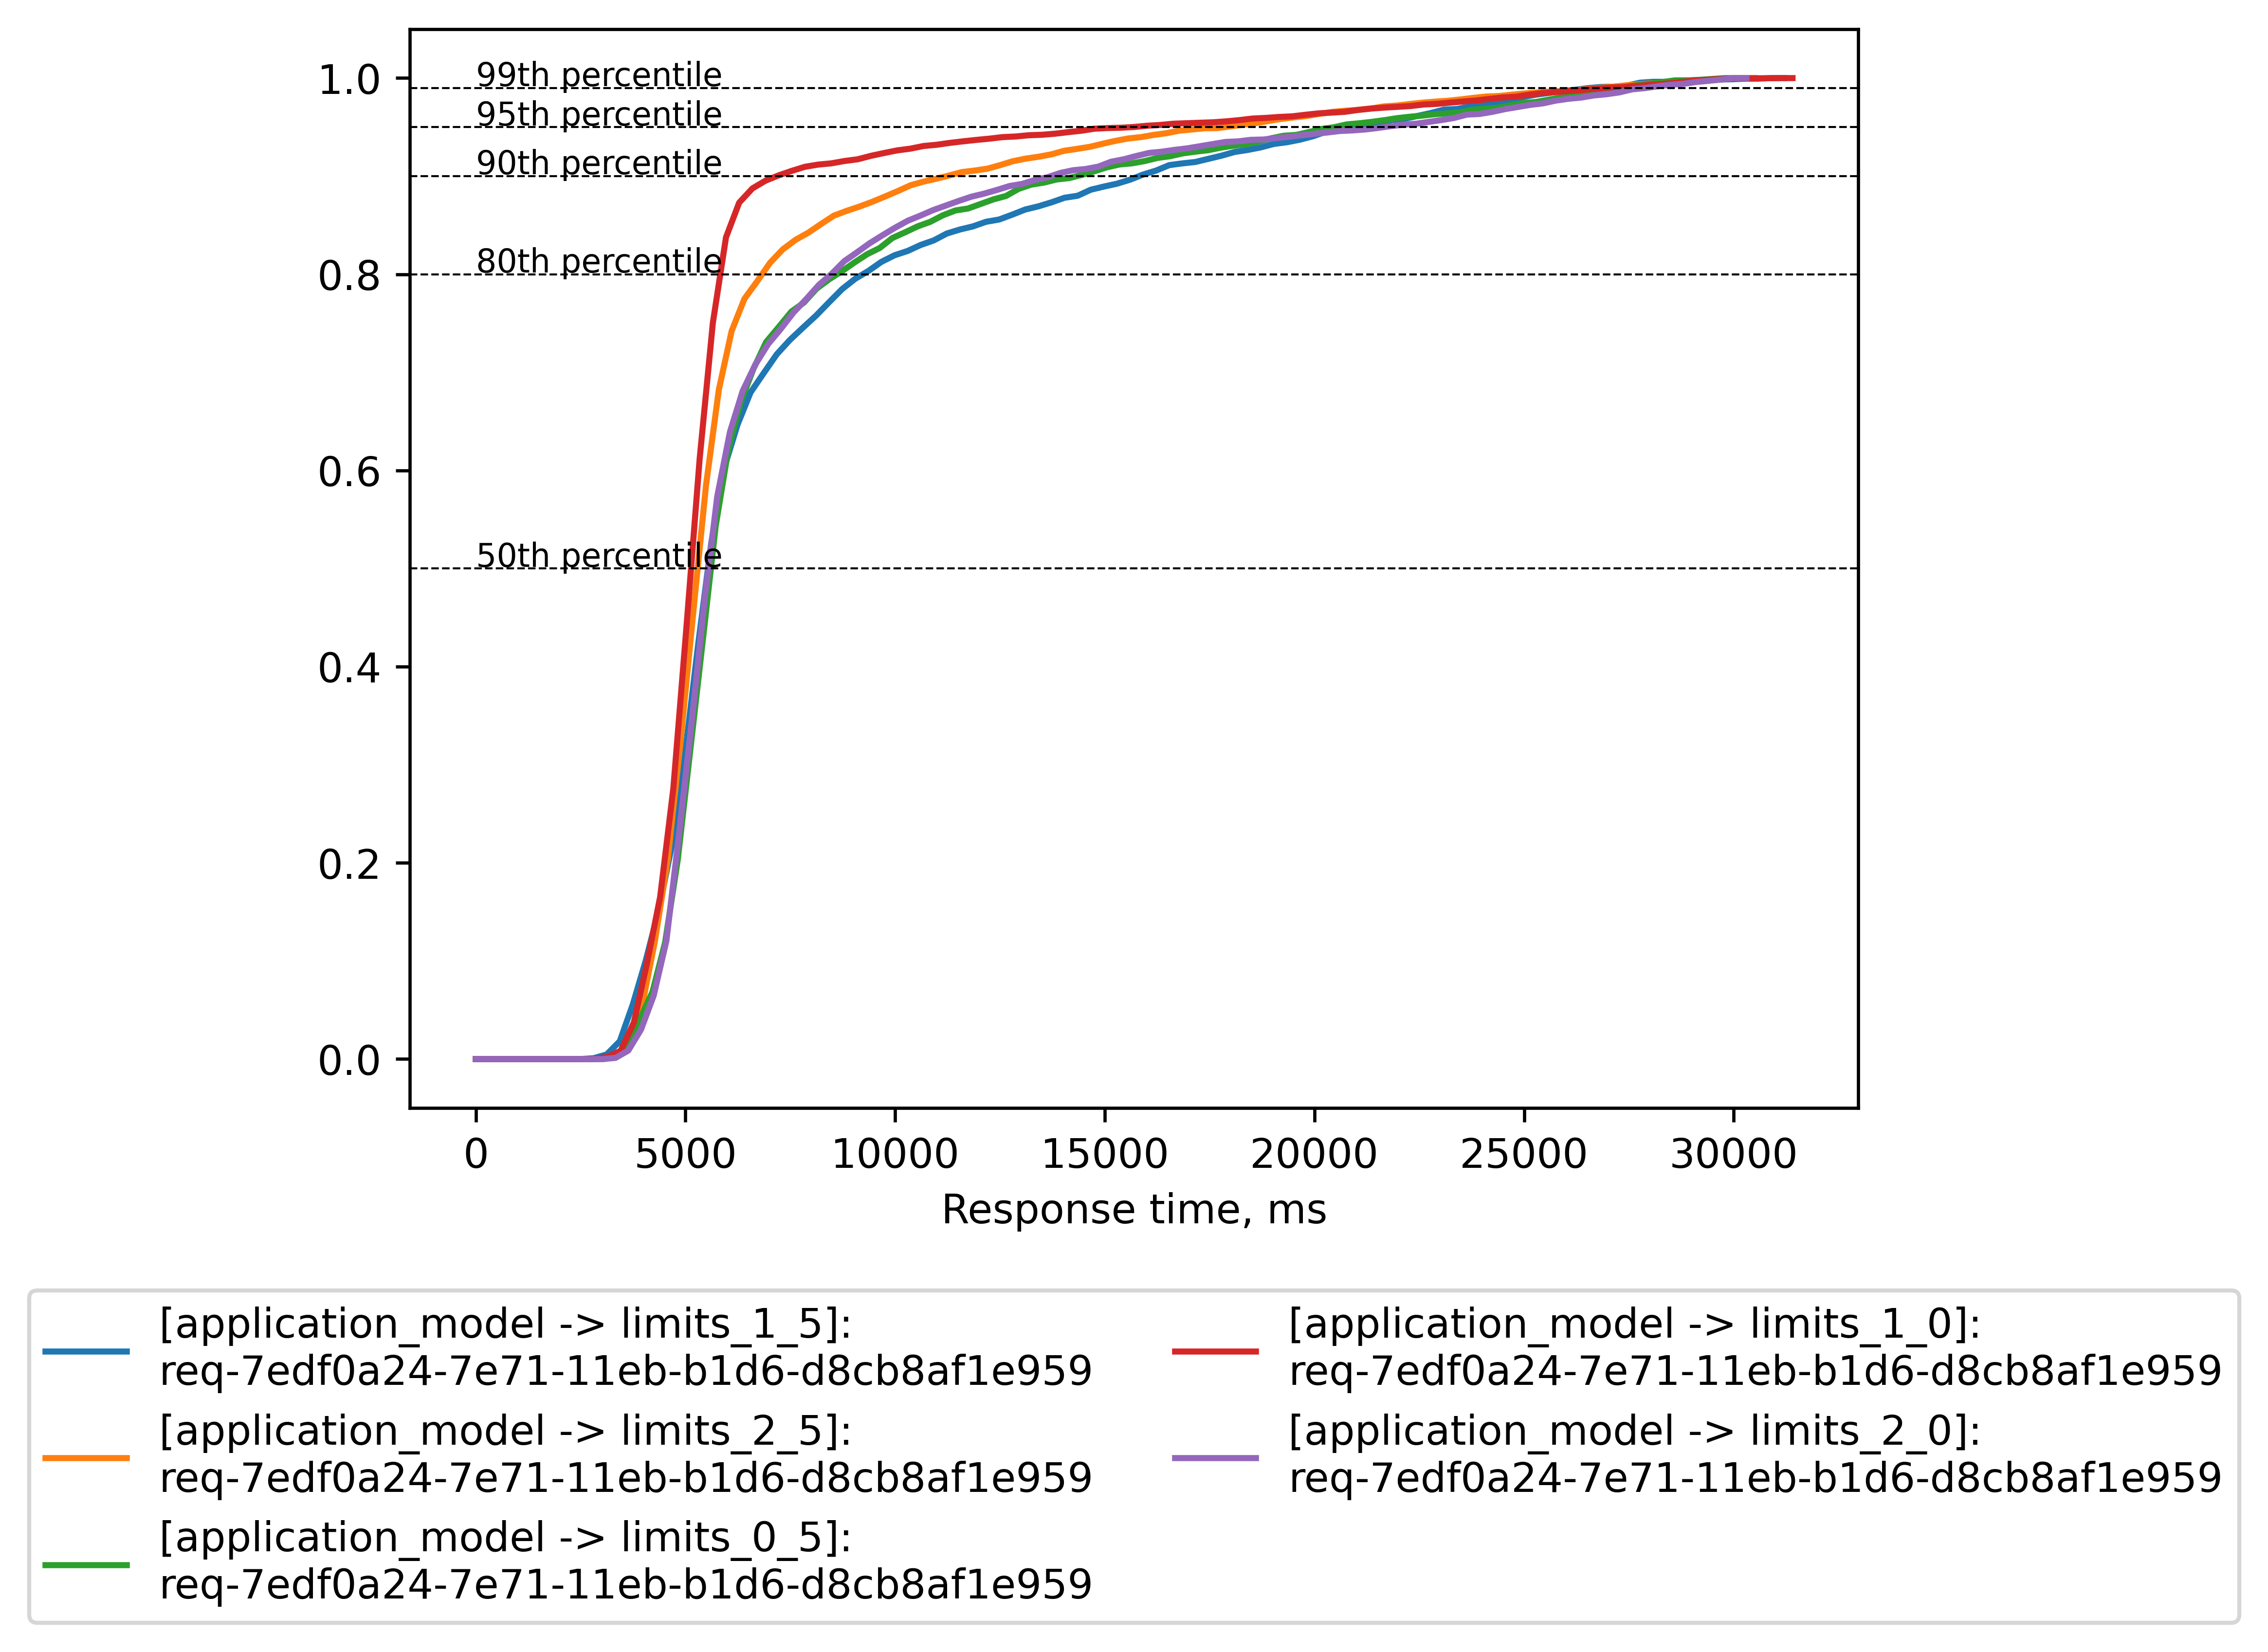 1.0
0.8
0.6
0.4
0.2
0.0
99th percentile
95th percentile
90th percentile
80th percentile
50th percentile
0
5000
10000
15000
20000
25000
30000
Response time, ms
[application_model -> limits_1_5]:
req-7edf0a24-7e71-11eb-b1d6-d8cb8af1e959
[application_model -> limits_2_5]:
req-7edf0a24-7e71-11eb-b1d6-d8cb8af1e959
[application_model -> limits_0_5]:
req-7edf0a24-7e71-11eb-b1d6-d8cb8af1e959
[application_model -> limits_1_0]:
req-7edf0a24-7e71-11eb-b1d6-d8cb8af1e959
[application_model -> limits_2_0]:
req-7edf0a24-7e71-11eb-b1d6-d8cb8af1e959